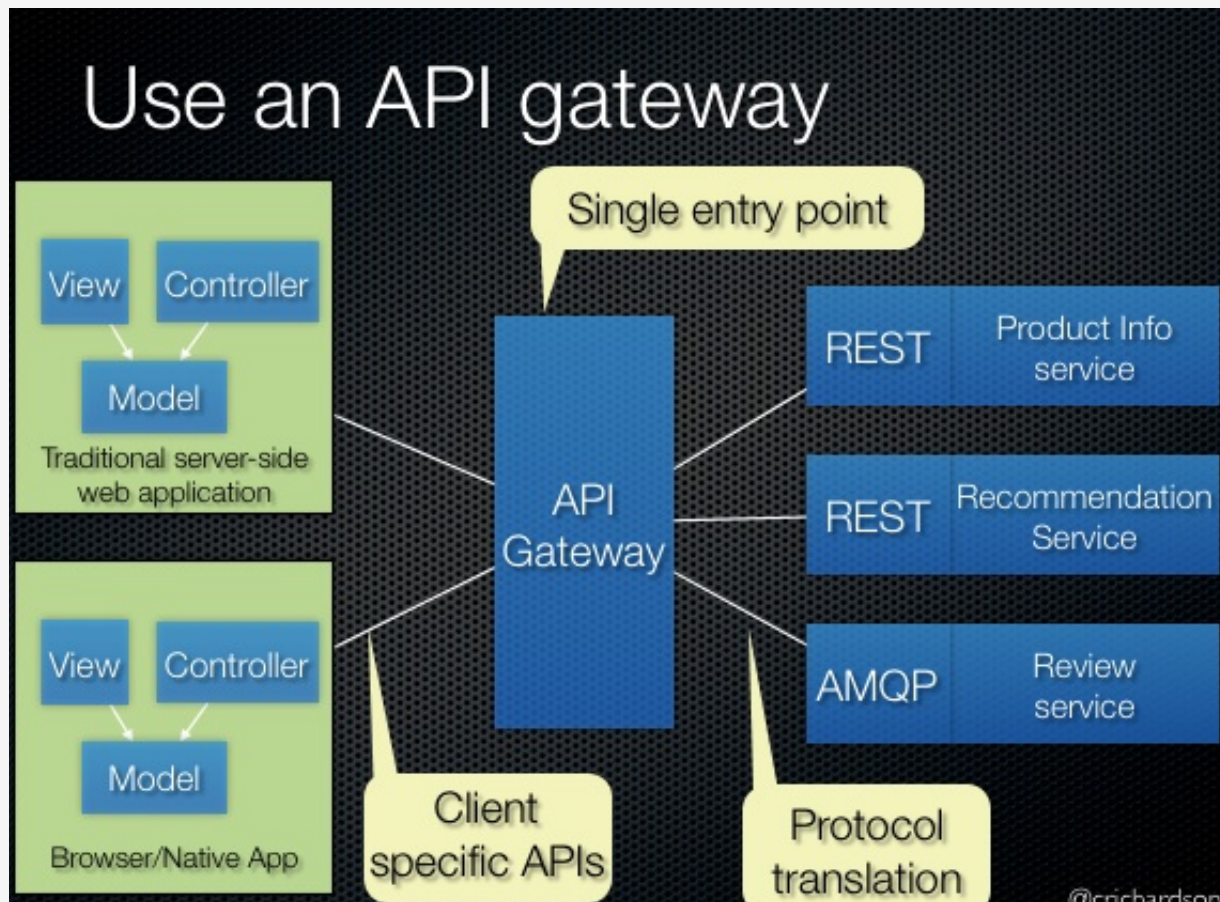 Use an API gateway
Single entry point
View
Controller
Model
Traditional server-side
web application
View
Controller
Model
Browser/Native App
API
Gateway
REST
Product Info
service
REST
Recommendation
Service
AMQP
Review
service
Client
specific APIs
Protocol
translation
@crichardson